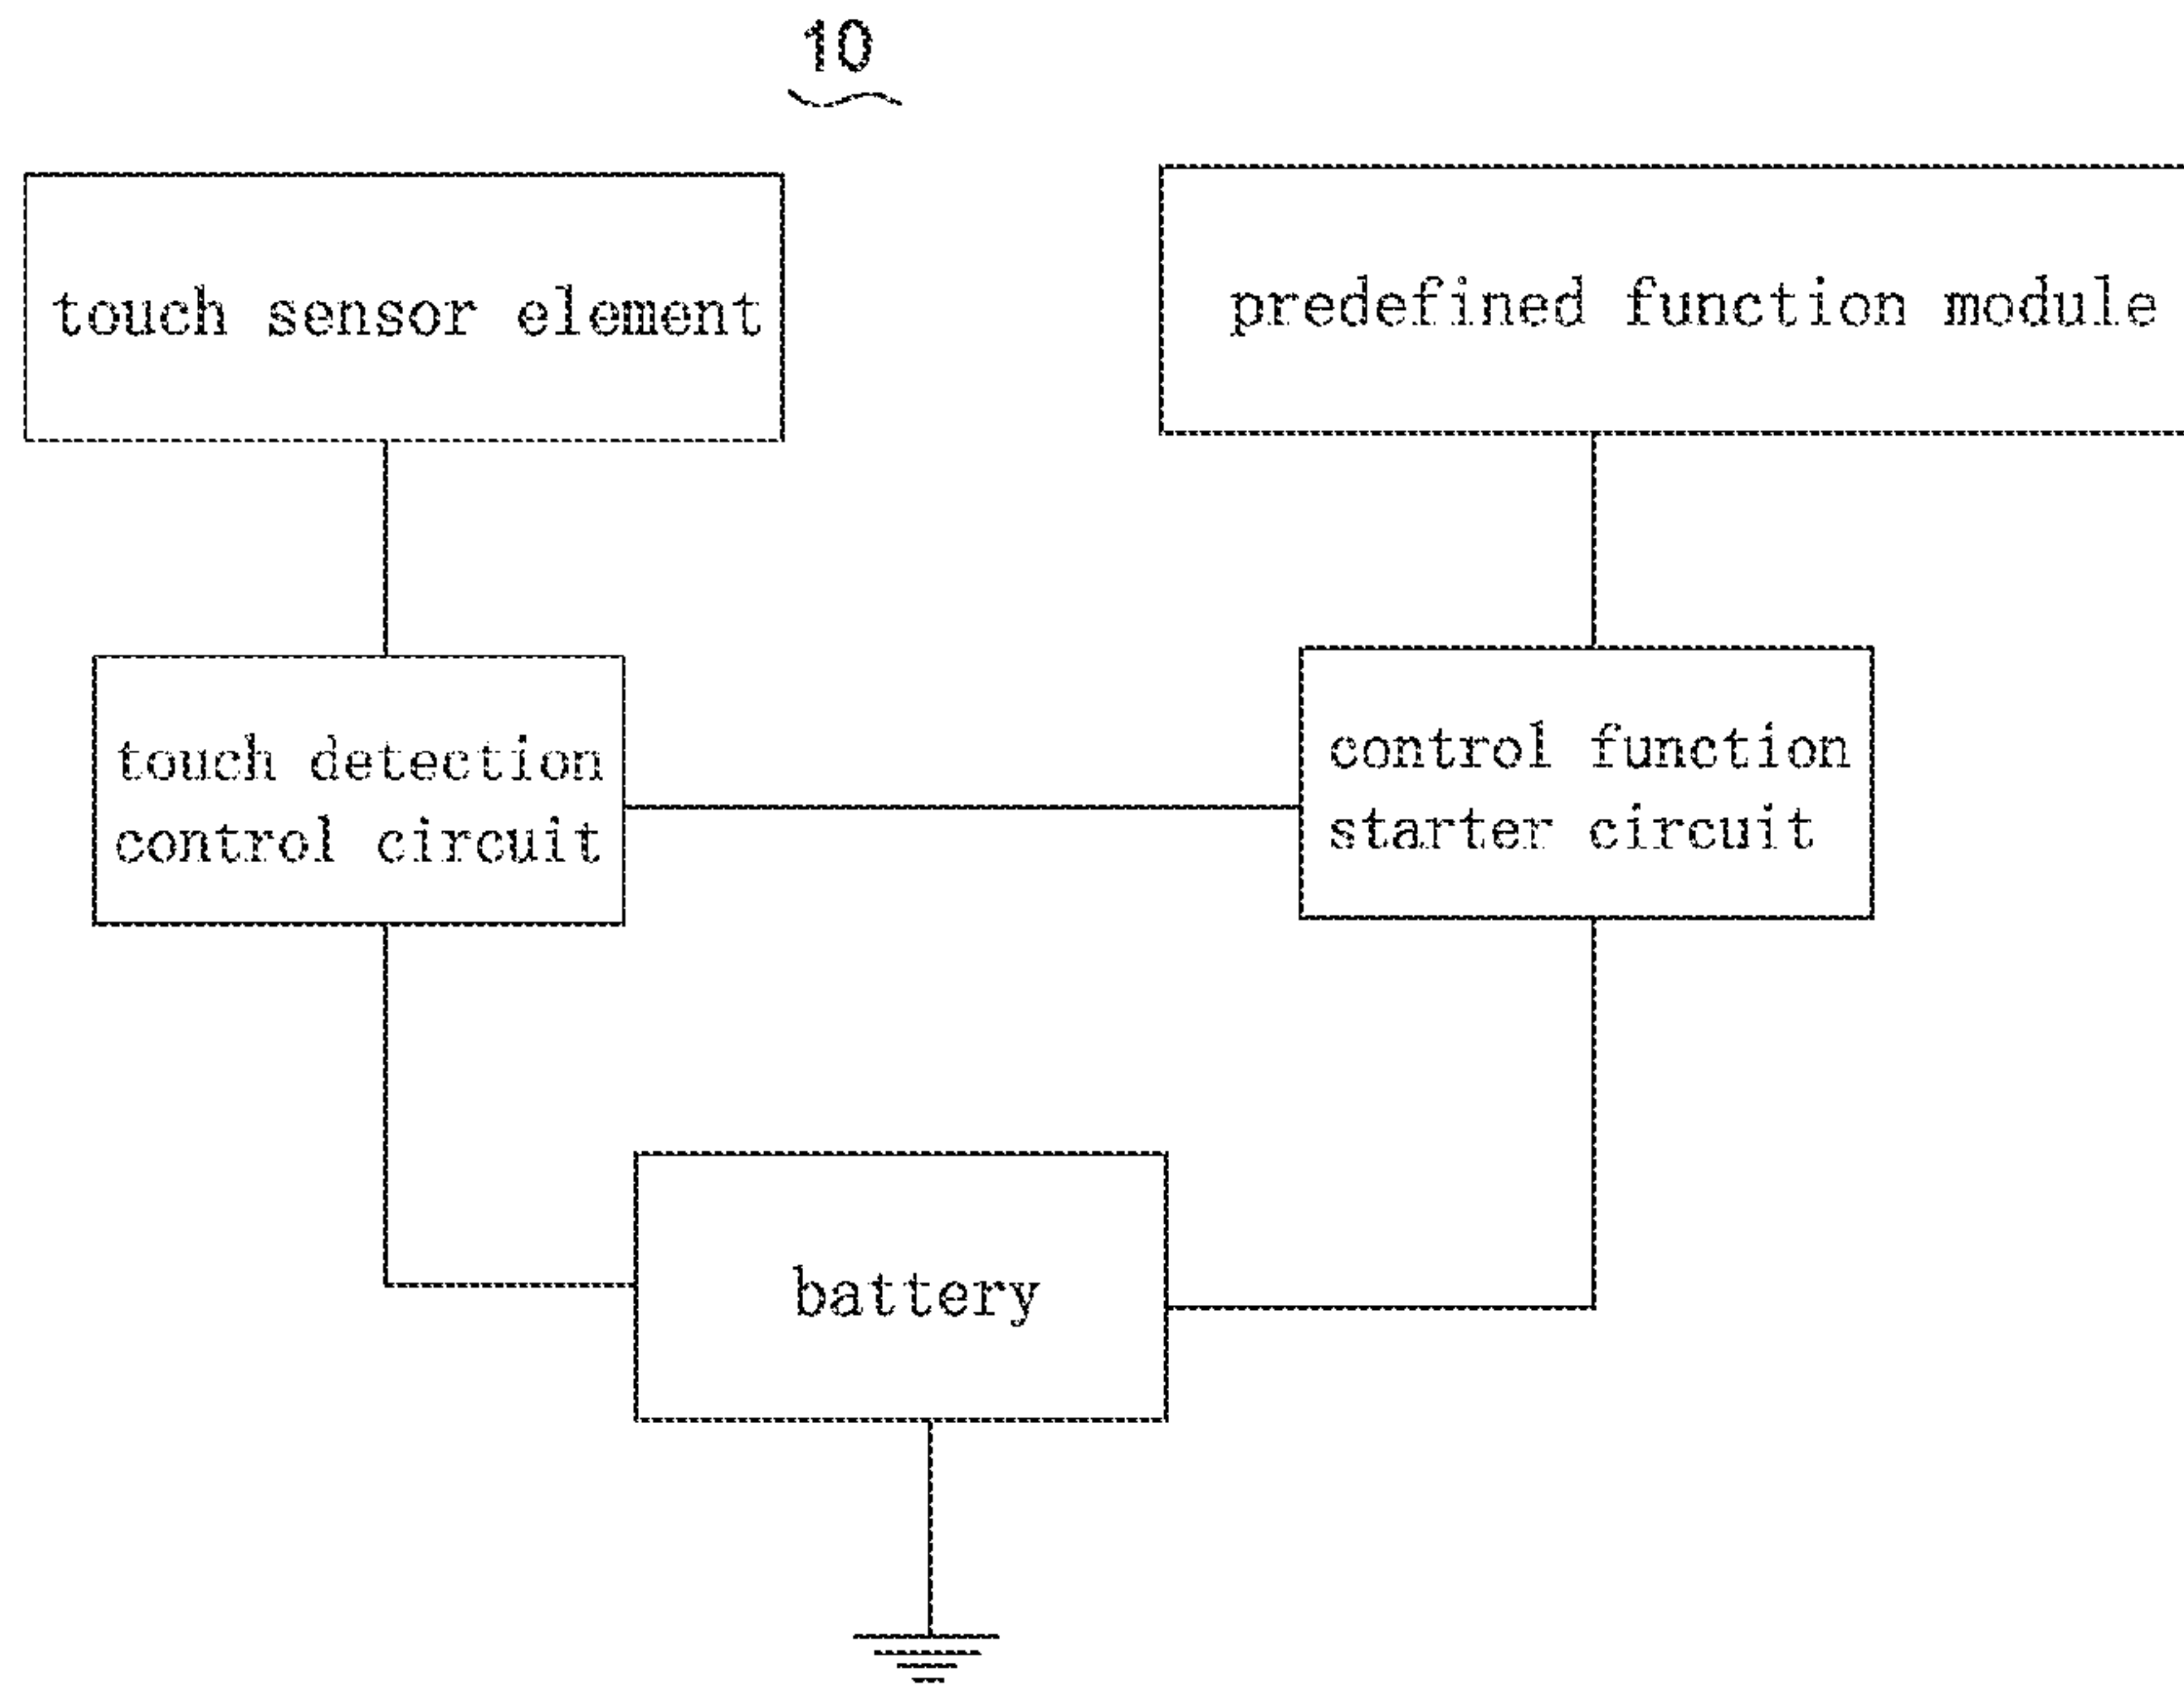 10
touch sensor element
predefined function module
touch detection
control circuit
control function
starter circuit
battery